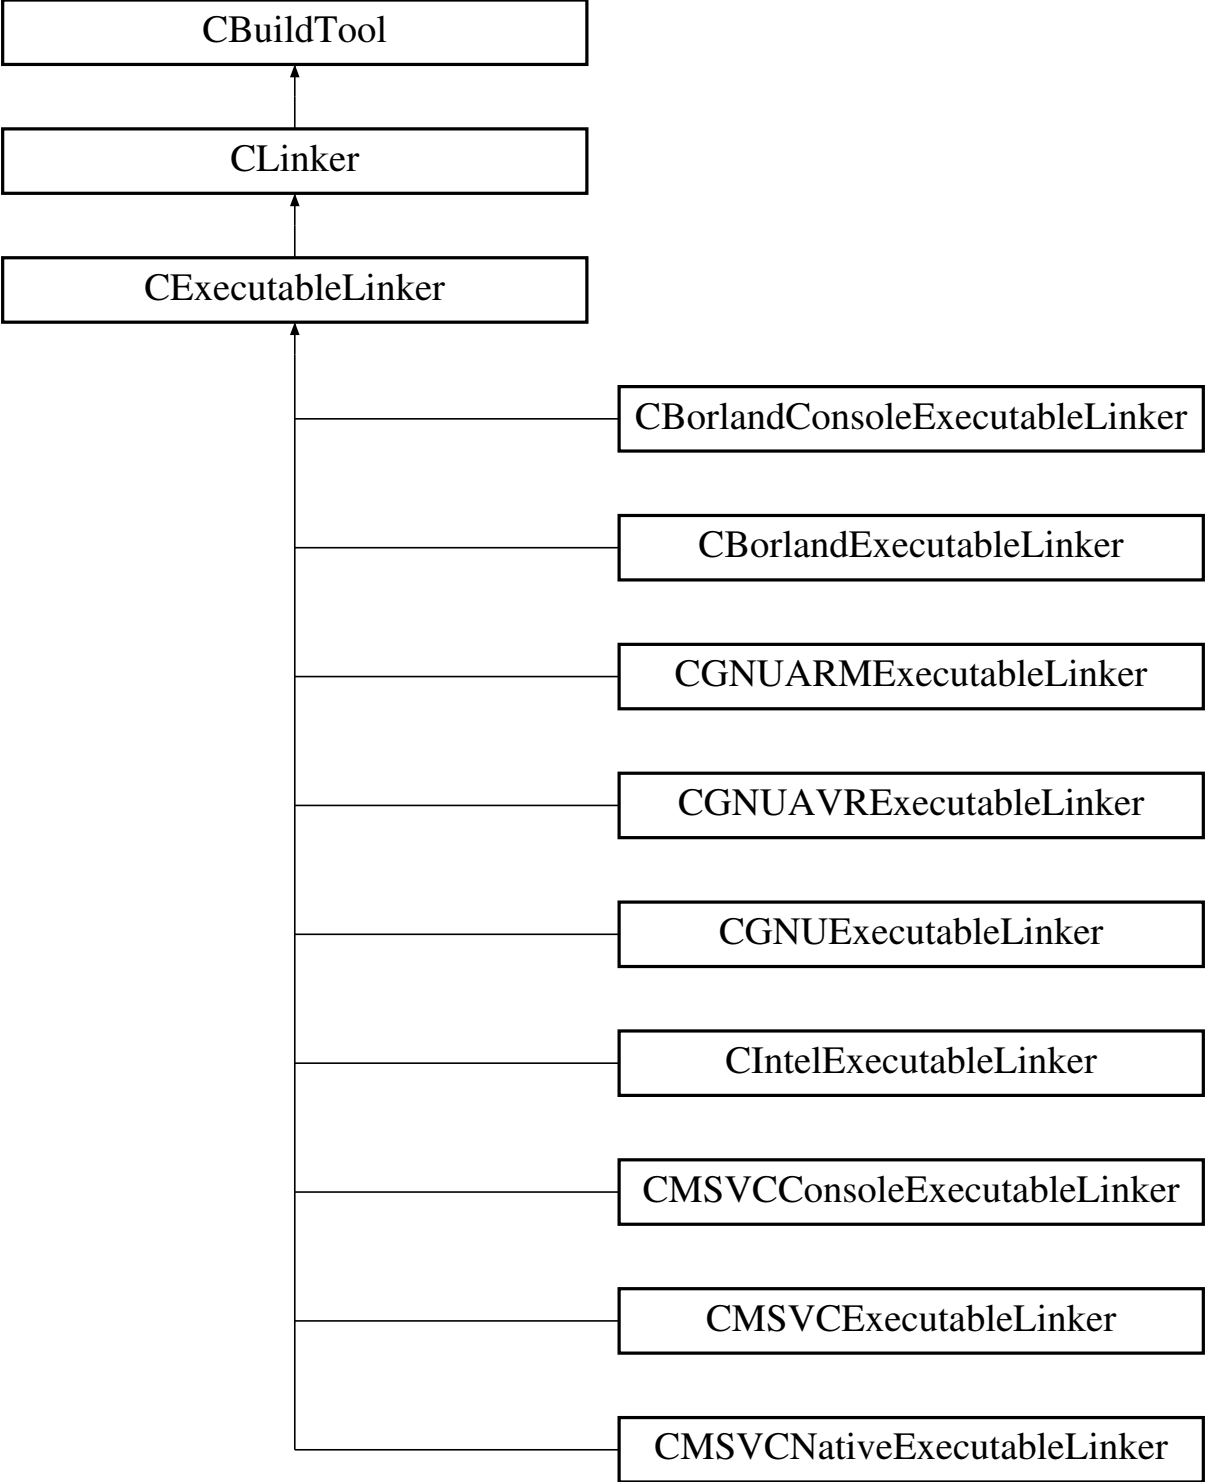 CBuildTool
CLinker
CExecutableLinker
CBorlandConsoleExecutableLinker
CBorlandExecutableLinker
CGNUARMExecutableLinker
CGNUAVRExecutableLinker
CGNUExecutableLinker
CIntelExecutableLinker
CMSVCConsoleExecutableLinker
CMSVCExecutableLinker
CMSVCNativeExecutableLinker